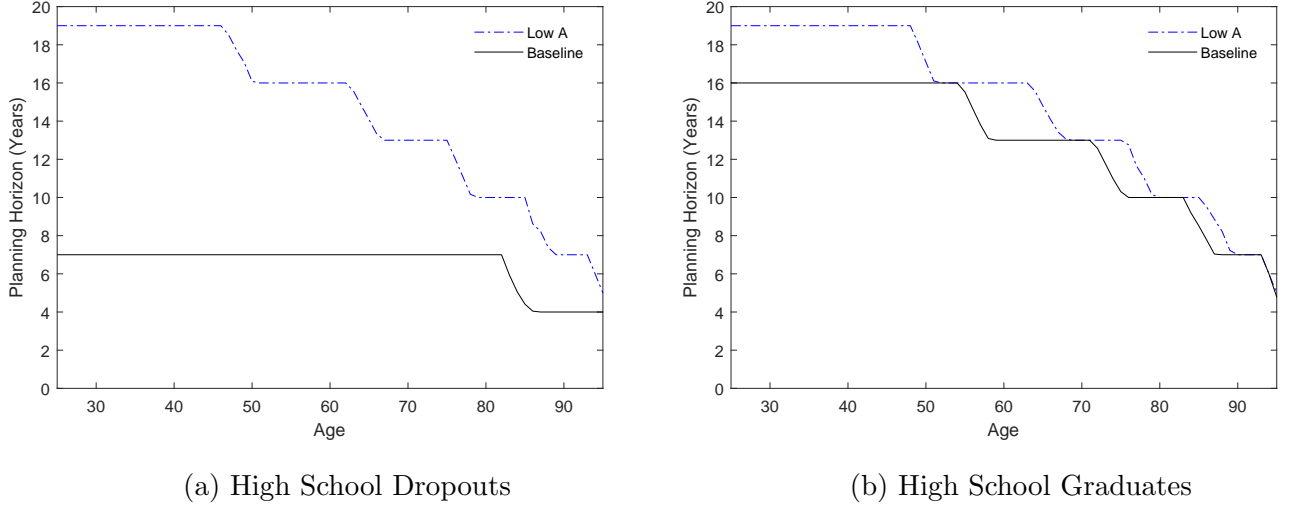 20
18
16
14
12
10
8
6
4
2
0
Planning Horizon (Years)
Low A
Baseline
30 40 50 60 70 80 90
Age
(a) High School Dropouts
20
18
16
14
12
10
8
6
4
2
0
Planning Horizon (Years)
Low A
Baseline
30 40 50 60 70 80 90
Age
(b) High School Graduates